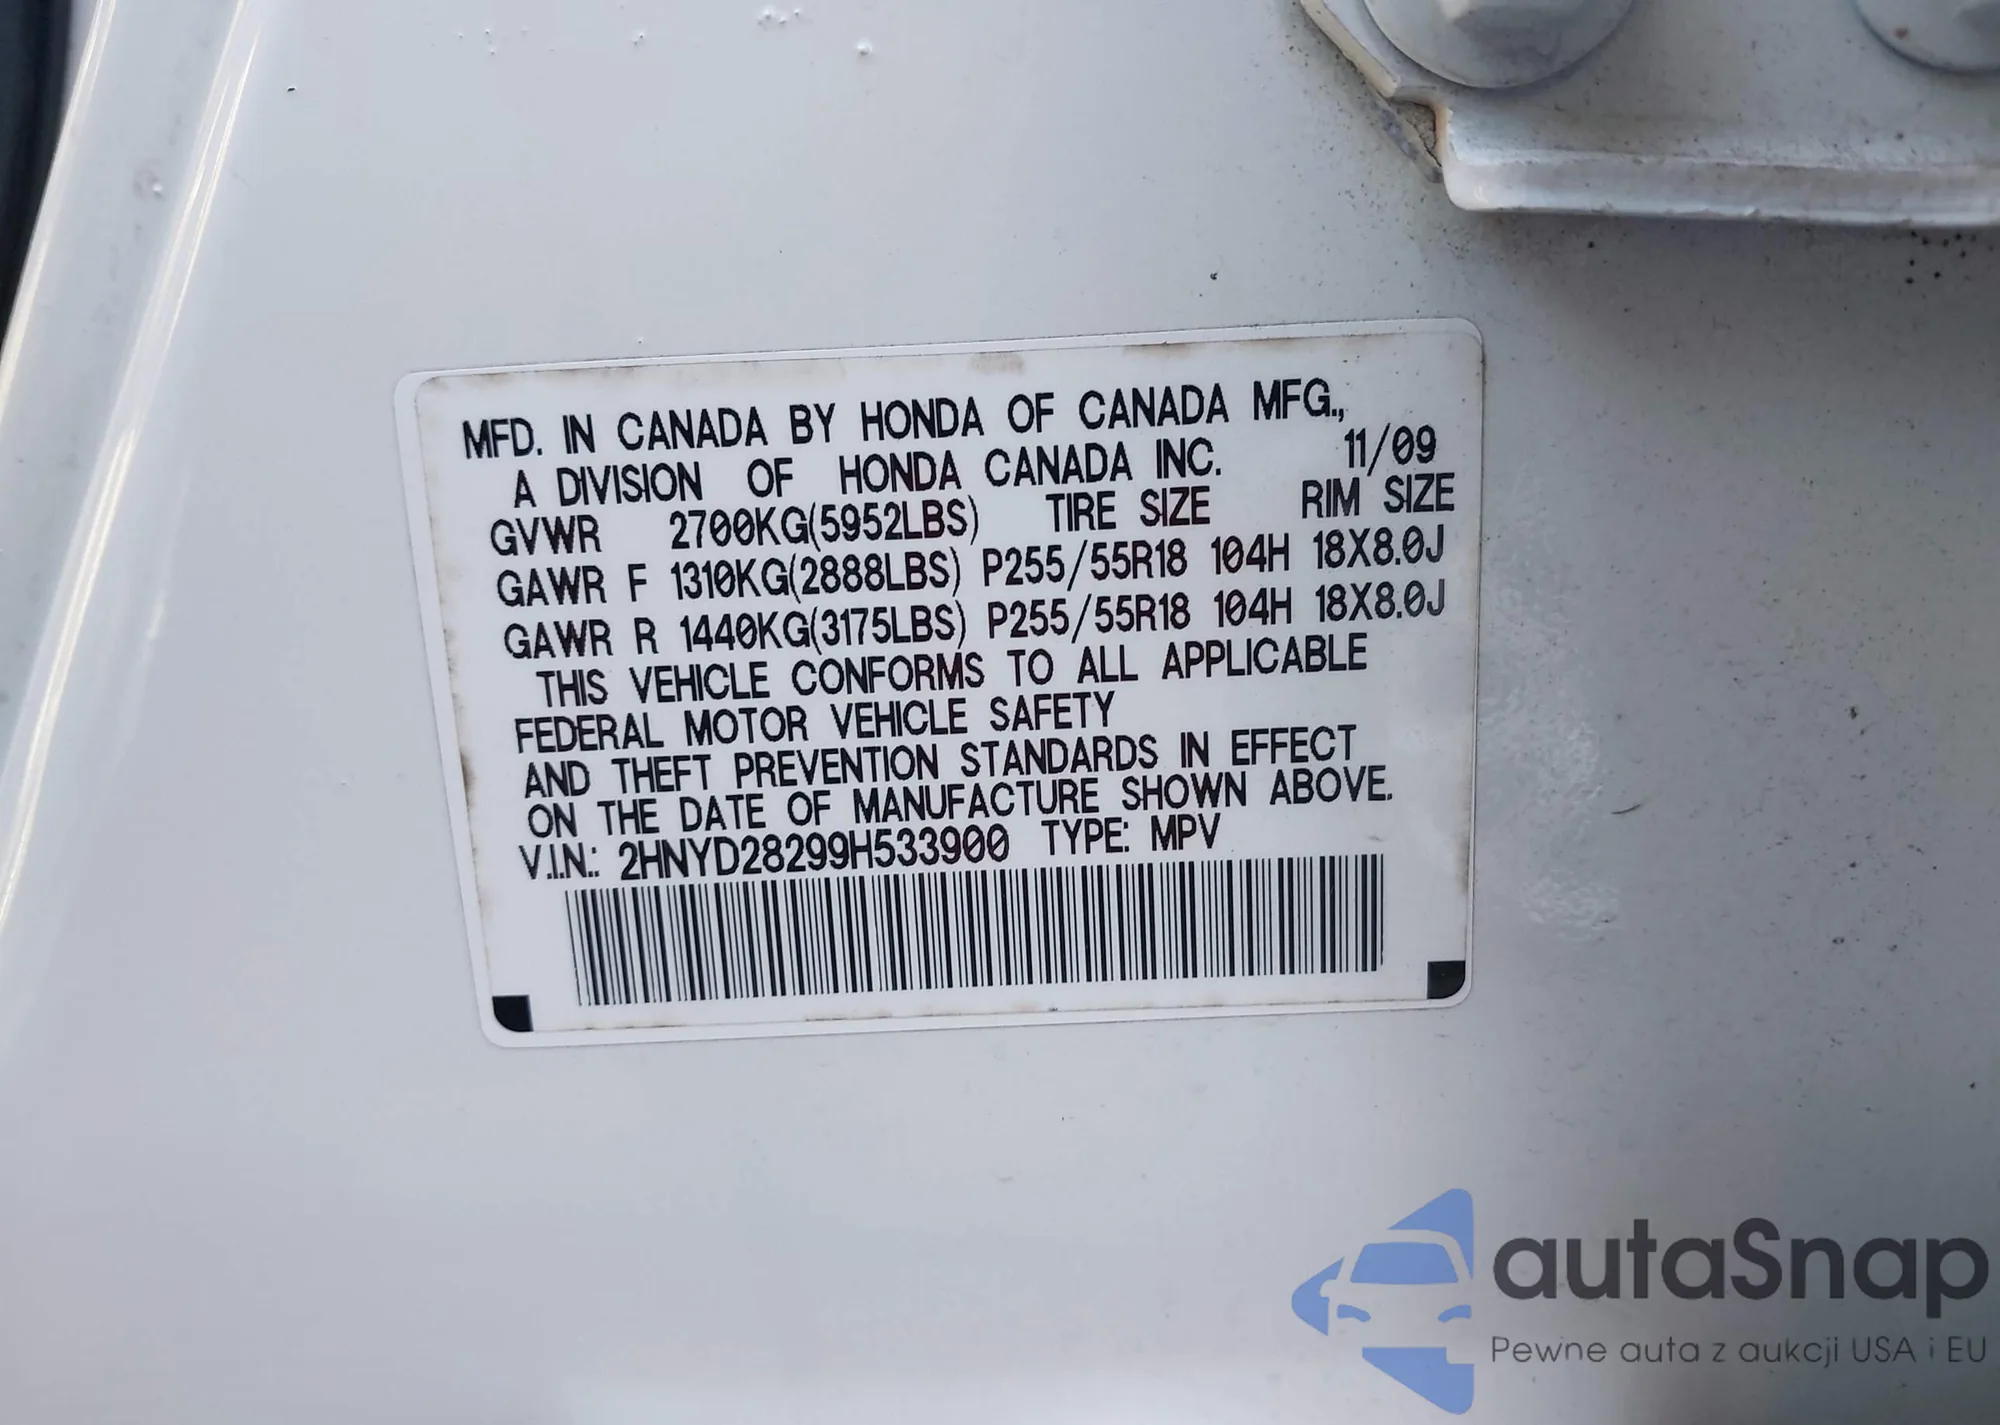 MFD. IN CANADA BY HONDA OF CANADA MFG.,
A DIVISION OF HONDA CANADA INC. 11/09
GVWR 2700KG(5952LBS) TIRE SIZE RIM SIZE
GAWR F 1310KG(2888LBS) P255/55R18 104H 18X8.0J
GAWR R 1440KG(3175LBS) P255/55R18 104H 18X8.0J
THIS VEHICLE CONFORMS TO ALL APPLICABLE
FEDERAL MOTOR VEHICLE SAFETY
AND THEFT PREVENTION STANDARDS IN EFFECT
ON THE DATE OF MANUFACTURE SHOWN ABOVE.
V.I.N.: 2HNYD28299H533900 TYPE: MPV
autaSnap
Pewne auta z aukcji USA i EU